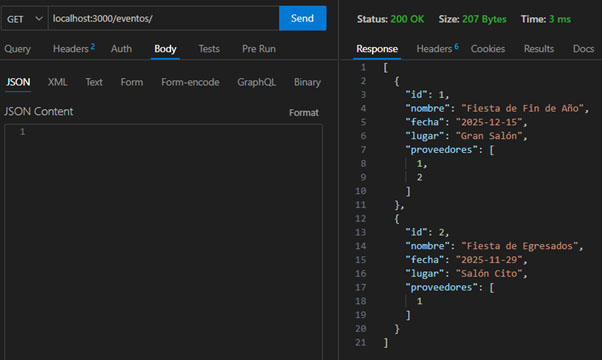 GET localhost:3000/eventos/ Send
Query Headers 2 Auth Body Tests Pre Run
JSON XML Text Form Form-encode GraphQL Binary
JSON Content Format
1
Status: 200 OK Size: 207 Bytes Time: 3 ms
Response Headers 6 Cookies Results Docs
1 [
2 {
3 "id": 1,
4 "nombre": "Fiesta de Fin de Año",
5 "fecha": "2025-12-15",
6 "lugar": "Gran Salón",
7 "proveedores": [
8 1,
9 2
10 ]
11 },
12 {
13 "id": 2,
14 "nombre": "Fiesta de Egresados",
15 "fecha": "2025-11-29",
16 "lugar": "Salón Cito",
17 "proveedores": [
18 1
19 ]
20 }
21 ]